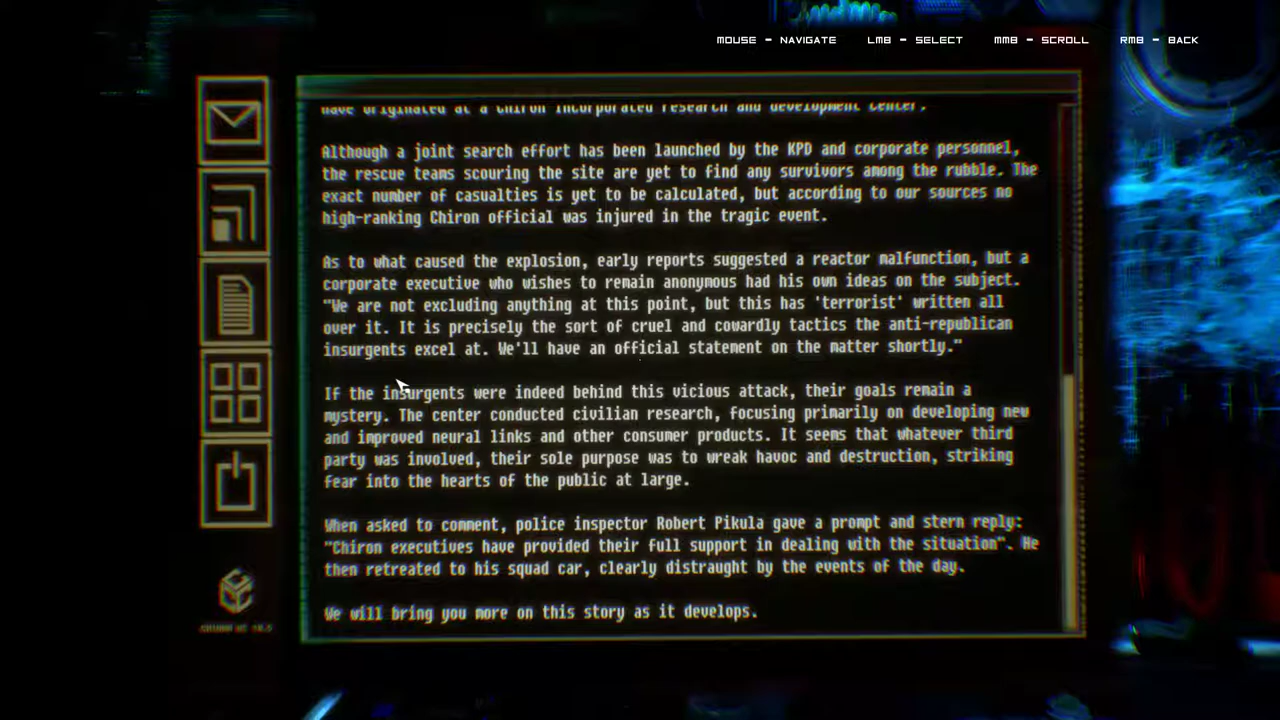 MOUSE - NAVIGATE LMB - SELECT MMB - SCROLL RMB - BACK
have originated at a Chiron Incorporated research and development center.
Although a joint search effort has been launched by the KPD and corporate personnel,
the rescue teams scouring the site are yet to find any survivors among the rubble. The
exact number of casualties is yet to be calculated, but according to our sources no
high-ranking Chiron official was injured in the tragic event.
As to what caused the explosion, early reports suggested a reactor malfunction, but a
corporate executive who wishes to remain anonymous had his own ideas on the subject.
"We are not excluding anything at this point, but this has 'terrorist' written all
over it. It is precisely the sort of cruel and cowardly tactics the anti-republican
insurgents excel at. We'll have an official statement on the matter shortly."
If the insurgents were indeed behind this vicious attack, their goals remain a
mystery. The center conducted civilian research, focusing primarily on developing new
and improved neural links and other consumer products. It seems that whatever third
party was involved, their sole purpose was to wreak havoc and destruction, striking
fear into the hearts of the public at large.
When asked to comment, police inspector Robert Pikula gave a prompt and stern reply:
"Chiron executives have provided their full support in dealing with the situation". He
then retreated to his squad car, clearly distraught by the events of the day.
We will bring you more on this story as it develops.